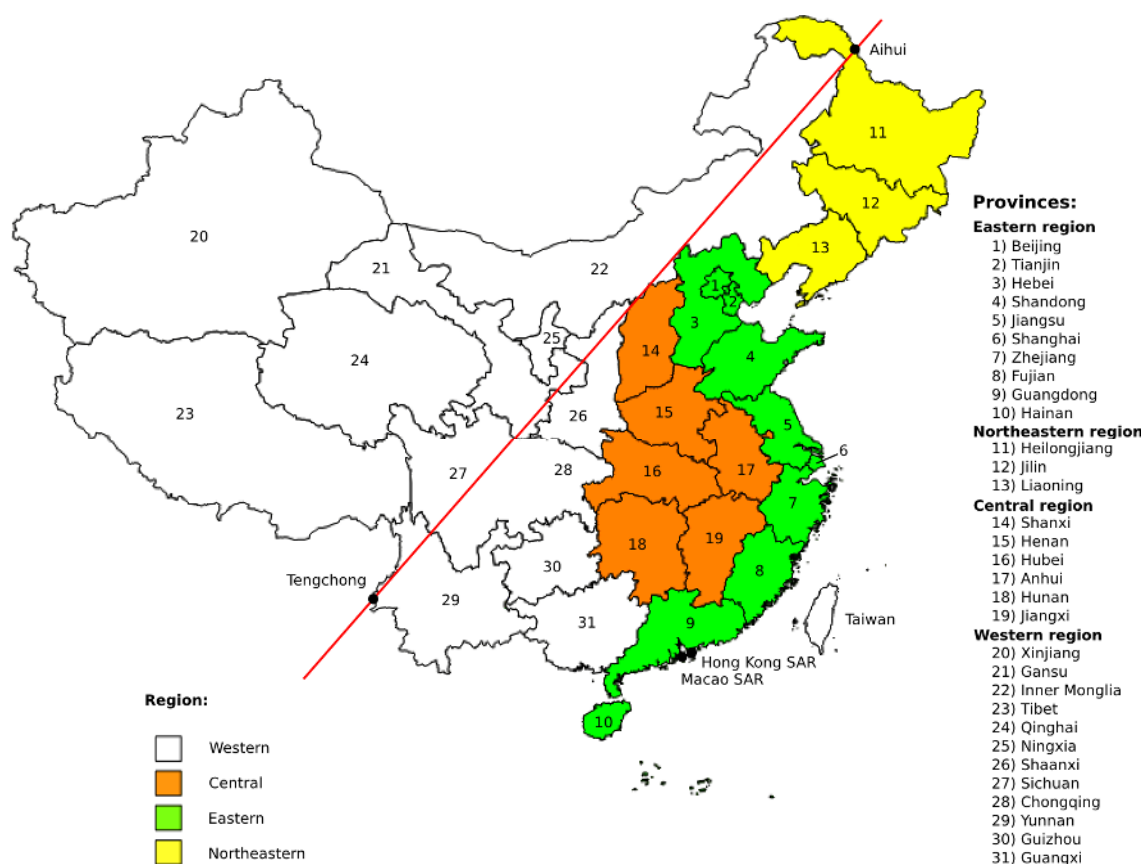 Aihui
11
12
13
20
21
22
1
2
3
25
14
4
24
23
26
15
5
6
27
28
16
17
7
18
19
Tengchong
30
8
29
31
9
Taiwan
Hong Kong SAR
Macao SAR
10
Region:
Western
Central
Eastern
Northeastern
Provinces:
Eastern region
1) Beijing
2) Tianjin
3) Hebei
4) Shandong
5) Jiangsu
6) Shanghai
7) Zhejiang
8) Fujian
9) Guangdong
10) Hainan
Northeastern region
11) Heilongjiang
12) Jilin
13) Liaoning
Central region
14) Shanxi
15) Henan
16) Hubei
17) Anhui
18) Hunan
19) Jiangxi
Western region
20) Xinjiang
21) Gansu
22) Inner Monglia
23) Tibet
24) Qinghai
25) Ningxia
26) Shaanxi
27) Sichuan
28) Chongqing
29) Yunnan
30) Guizhou
31) Guangxi